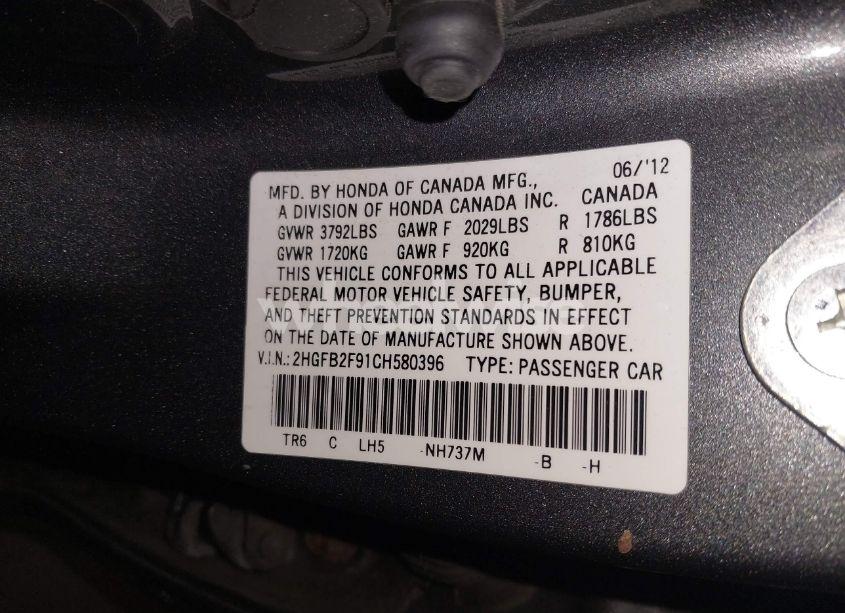 06/'12
MFD. BY HONDA OF CANADA MFG.,
A DIVISION OF HONDA CANADA INC. CANADA
GVWR 3792LBS GAWR F 2029LBS R 1786LBS
GVWR 1720KG GAWR F 920KG R 810KG
THIS VEHICLE CONFORMS TO ALL APPLICABLE
FEDERAL MOTOR VEHICLE SAFETY, BUMPER,
AND THEFT PREVENTION STANDARDS IN EFFECT
ON THE DATE OF MANUFACTURE SHOWN ABOVE.
V.I.N.: 2HGFB2F91CH580396 TYPE: PASSENGER CAR
TR6 C LH5 -NH737M -B -H